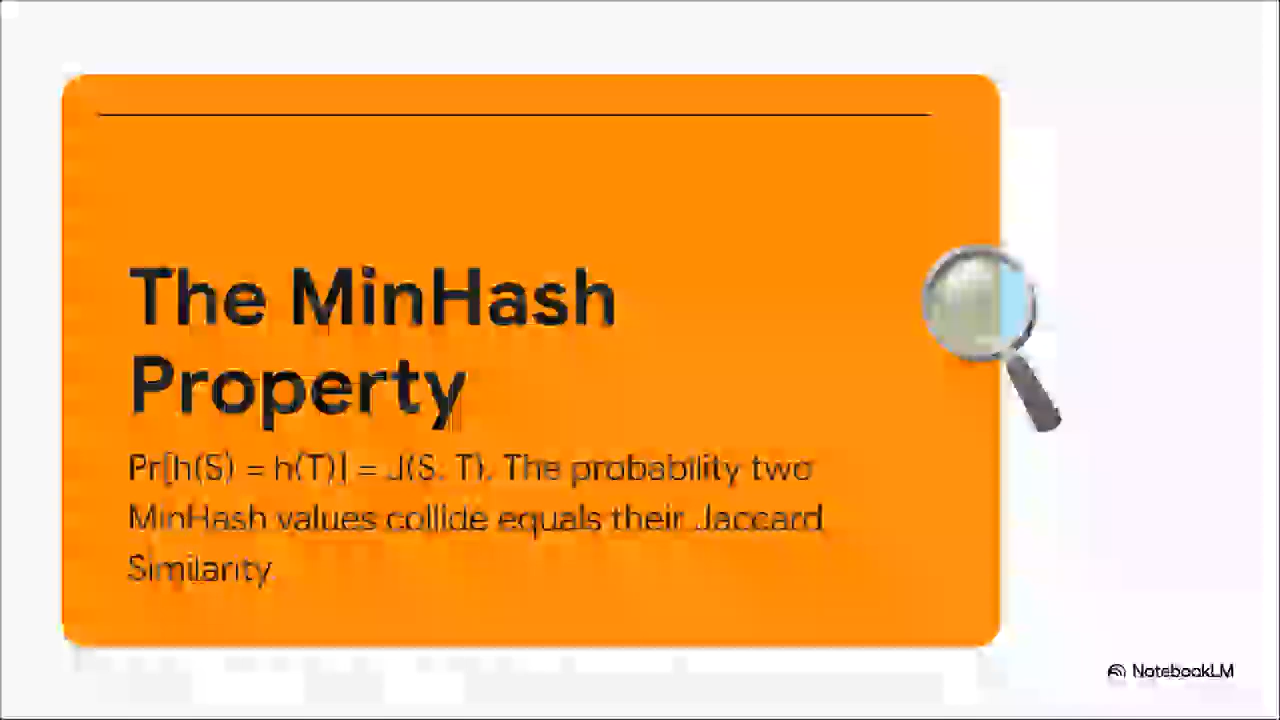 The MinHash
Property
Pr[h(S) = h(T)] = J(S, T). The probability two
MinHash values collide equals their Jaccard
Similarity.
NotebookLM